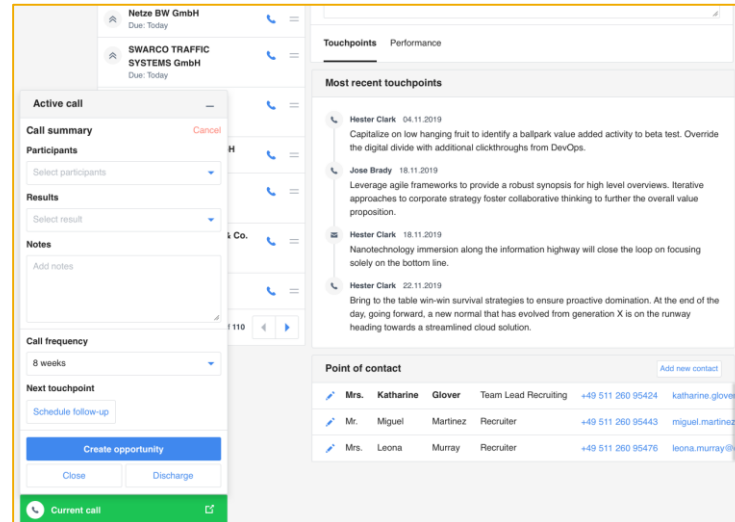 Netze BW GmbH
Due: Today
SWARCO TRAFFIC
SYSTEMS GmbH
Due: Today
H
& Co.
110
Active call
Call summary
Cancel
Participants
Select participants
Results
Select result
Notes
Add notes
Call frequency
8 weeks
Next touchpoint
Schedule follow-up
Create opportunity
Close
Discharge
Current call
Touchpoints
Performance
Most recent touchpoints
Hester Clark 04.11.2019
Capitalize on low hanging fruit to identify a ballpark value added activity to beta test. Override
the digital divide with additional clickthroughs from DevOps.
Jose Brady 18.11.2019
Leverage agile frameworks to provide a robust synopsis for high level overviews. Iterative
approaches to corporate strategy foster collaborative thinking to further the overall value
proposition.
Hester Clark 18.11.2019
Nanotechnology immersion along the information highway will close the loop on focusing
solely on the bottom line.
Hester Clark 22.11.2019
Bring to the table win-win survival strategies to ensure proactive domination. At the end of the
day, going forward, a new normal that has evolved from generation X is on the runway
heading towards a streamlined cloud solution.
Point of contact
Add new contact
Mrs. Katharine Glover Team Lead Recruiting +49 511 260 95424 katharine.glover
Mr. Miguel Martinez Recruiter +49 511 260 95443 miguel.martinez
Mrs. Leona Murray Recruiter +49 511 260 95476 leona.murray@